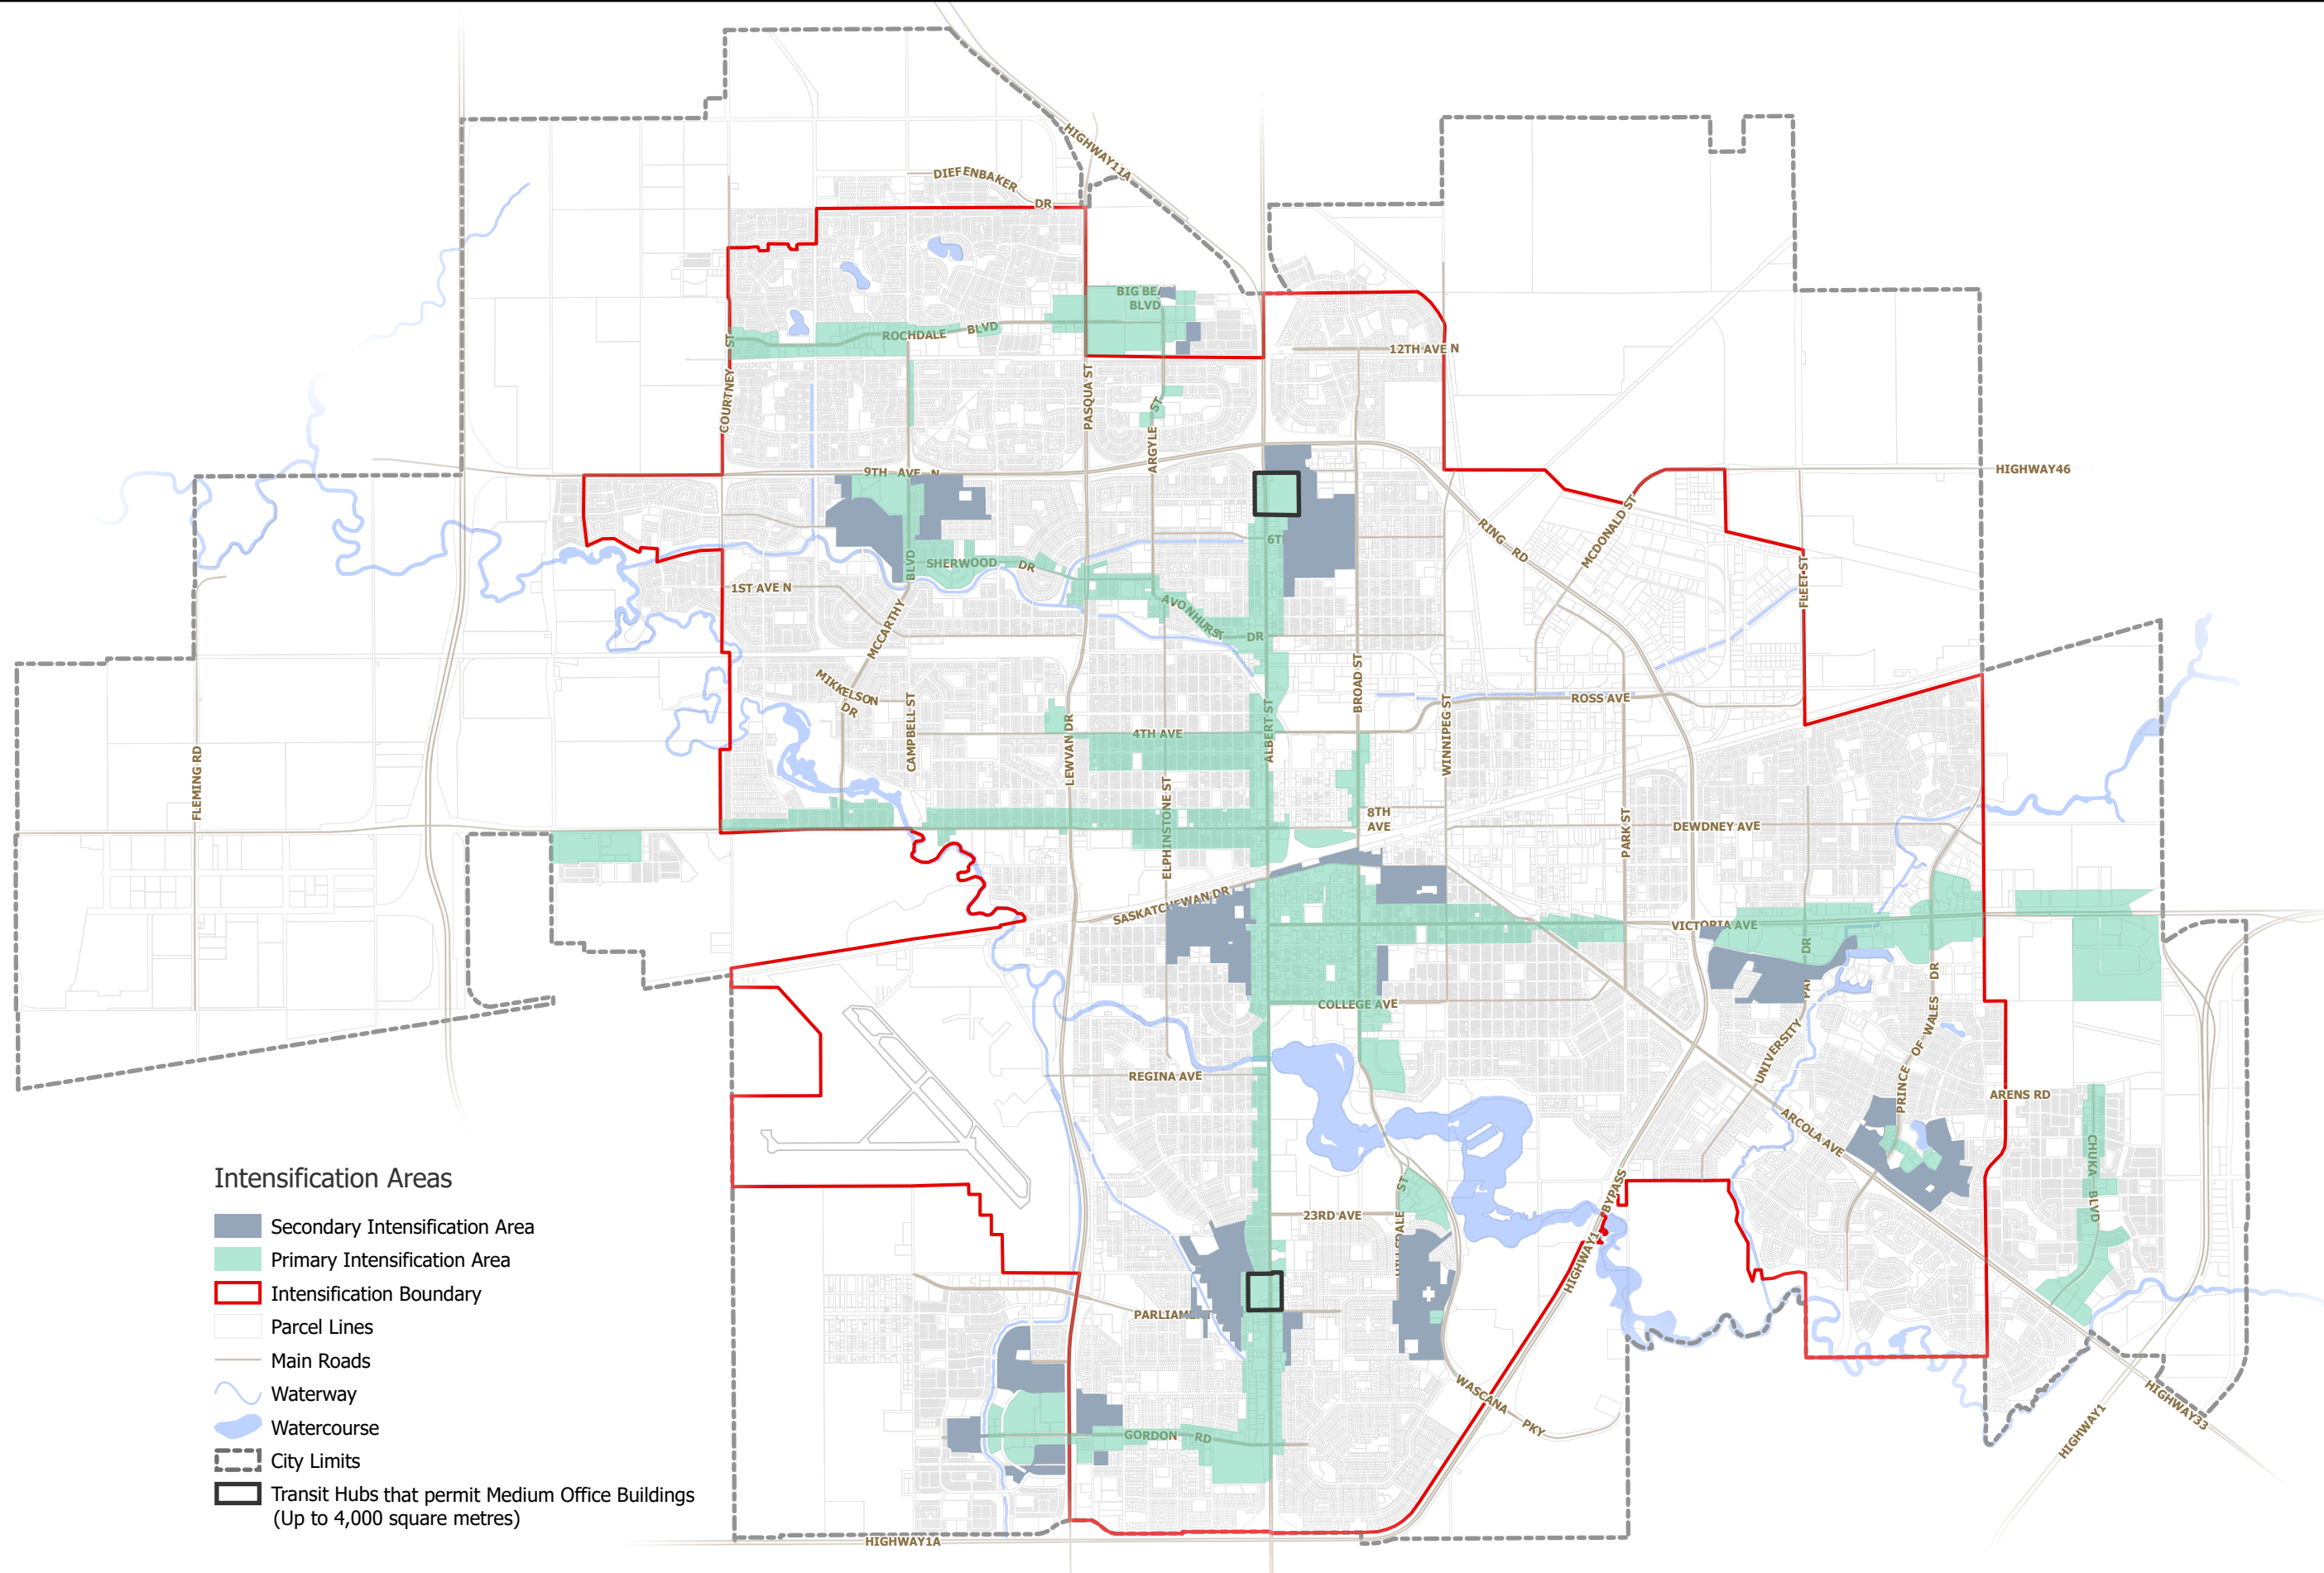 HIGHWAY11A
DIEFENBAKER
DR
BIG BEA
BLVD
ROCHDALE BLVD
12TH AVE N
COURTNEY ST
PASQUA ST
ARGYLE ST
9TH AVE N
HIGHWAY46
RING RD
MCDONALD ST
SHERWOOD DR
1ST AVE N
MCCARTHY BLVD
AVONHURST DR
FLEET ST
MIKKELSON
DR
CAMPBELL ST
LEWVAN DR
4TH AVE
ALBERT ST
BROAD ST
WINNIPEG ST
ROSS AVE
FLEMING RD
ELPHINSTONE ST
8TH
AVE
PARK ST
DEWDNEY AVE
SASKATCHEWAN DR
VICTORIA AVE
COLLEGE AVE
UNIVERSITY
PA
DR
PRINCE OF WALES DR
REGINA AVE
ARENS RD
ARCOLA AVE
CHUKA BLVD
23RD AVE
DALE ST
HIGHWAY1 BYPASS
PARLIAMENT
WASCANA PKY
GORDON RD
HIGHWAY1
HIGHWAY33
HIGHWAY1A
Intensification Areas
Secondary Intensification Area
Primary Intensification Area
Intensification Boundary
Parcel Lines
Main Roads
Waterway
Watercourse
City Limits
Transit Hubs that permit Medium Office Buildings
(Up to 4,000 square metres)